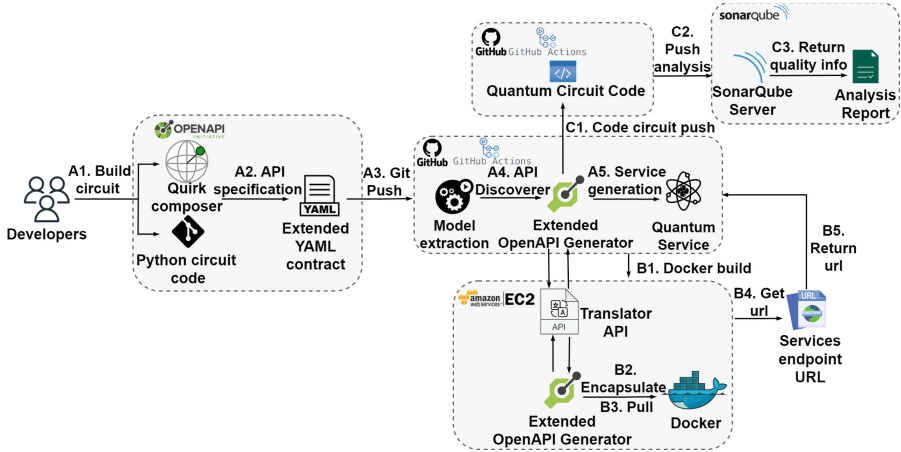 sonarQube
GitHub
GitHub Actions
Quantum Circuit Code
C2.
Push
analysis
C3. Return
quality info
SonarQube
Server
Analysis
Report
C1. Code circuit push
OPENAPI
INITIATIVE
A1. Build
circuit
Developers
Quirk
composer
Python circuit
code
A2. API
specification
YAML
Extended
YAML
contract
A3. Git
Push
GitHub
GitHub Actions
Model
extraction
A4. API
Discoverer
Extended
OpenAPI Generator
A5. Service
generation
Quantum
Service
B1. Docker build
B5.
Return
url
amazon
web services
EC2
API
Translator
API
B4. Get
url
URL
Services
endpoint
URL
Extended
OpenAPI Generator
B2.
Encapsulate
B3. Pull
Docker